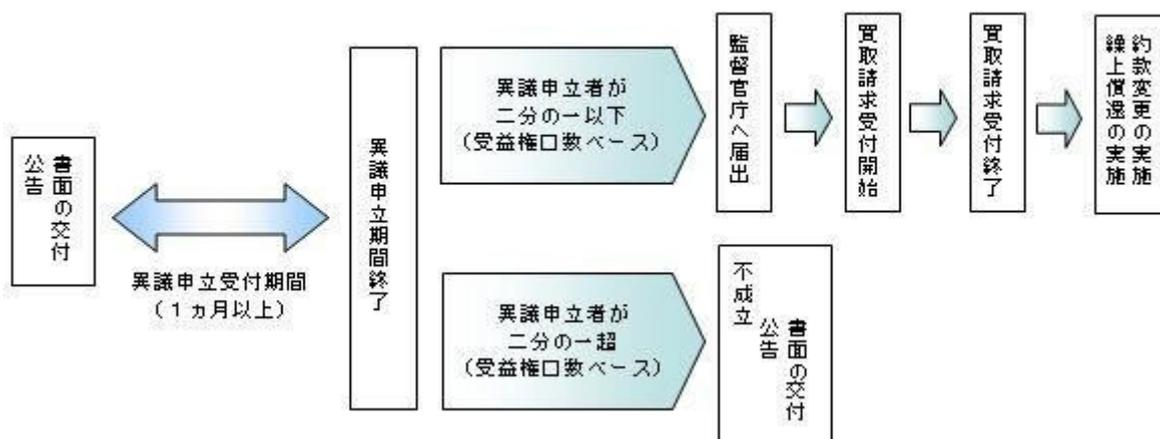 書面の交付
公告
異議申立受付期間
（１カ月以上）
異議申立期間終了
異議申立者が
二分の一以下
（受益権口数ベース）
監督官庁へ届出
買取請求受付開始
買取請求受付終了
約款変更の実施
繰上償還の実施
異議申立者が
二分の一超
（受益権口数ベース）
不成立
書面の交付
公告